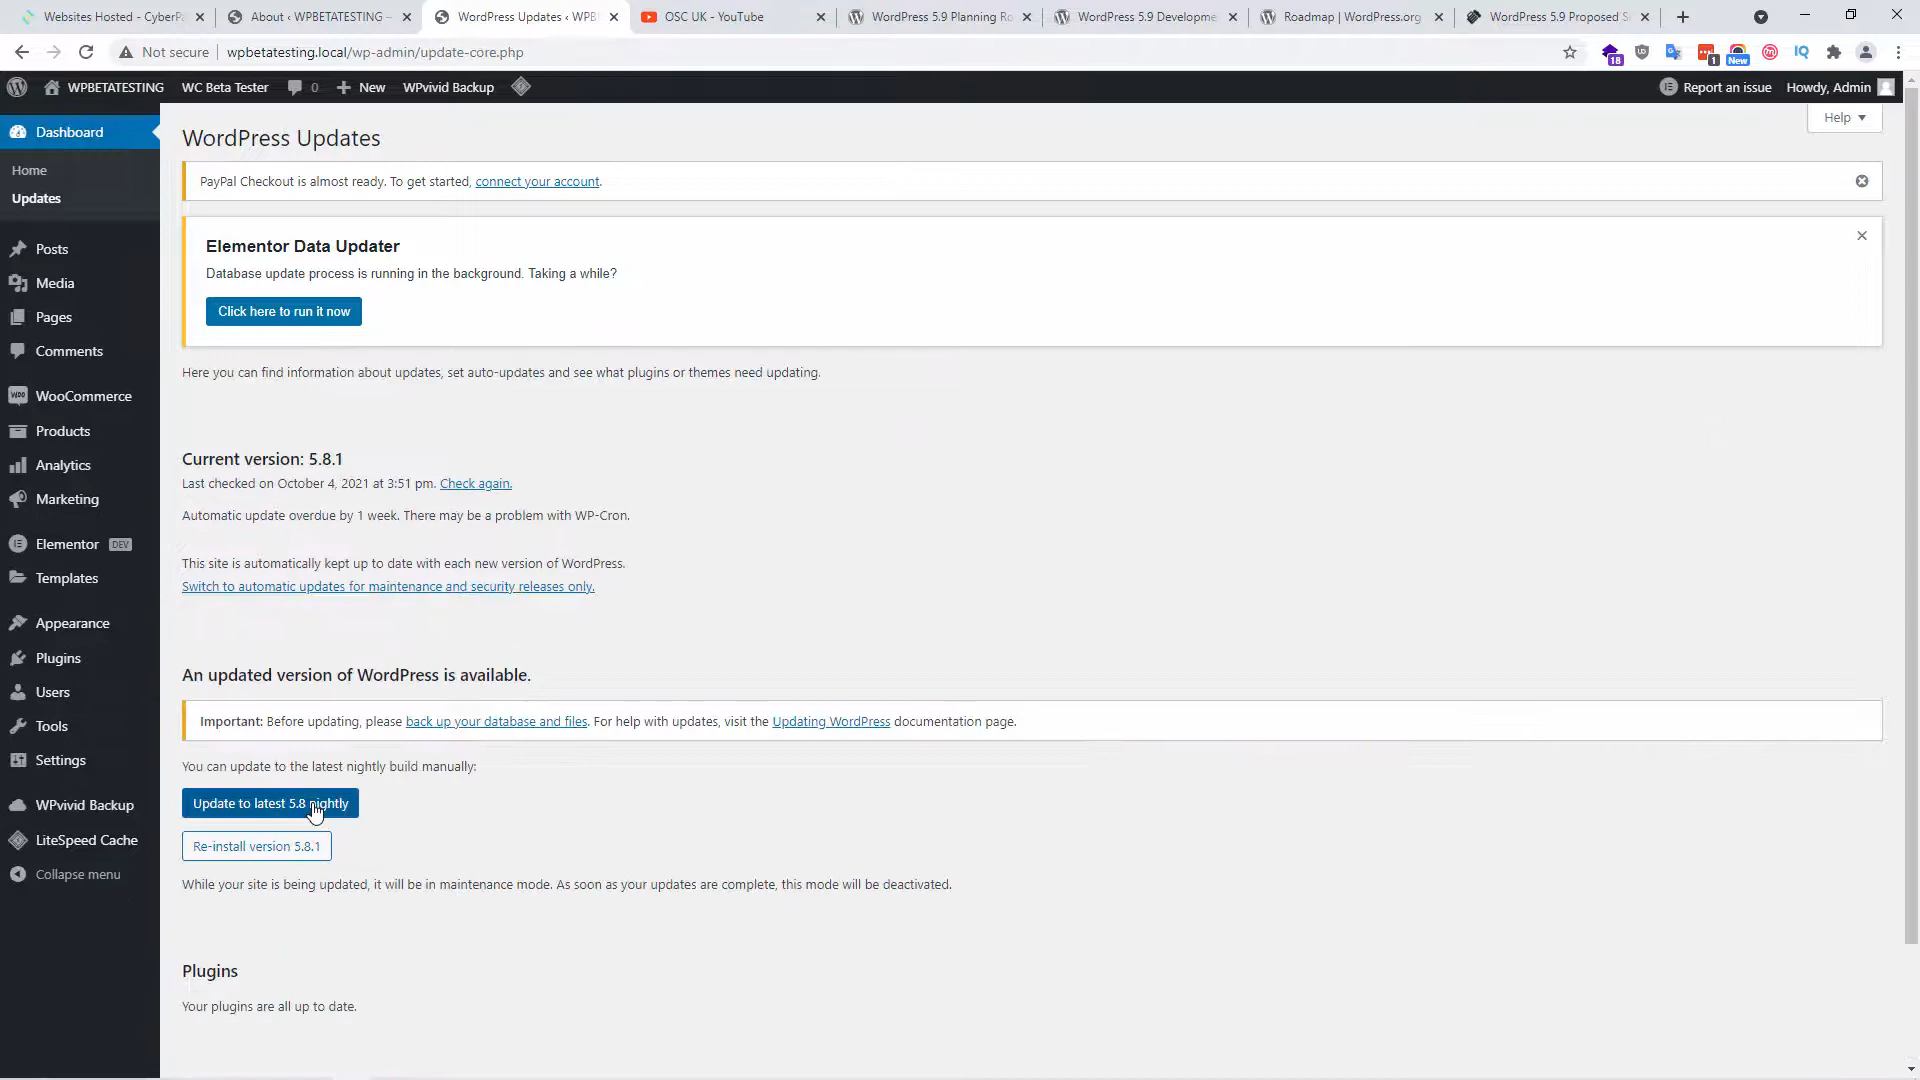 Websites Hosted - CyberPa
About ‹ WPBETATESTING —
WordPress Updates ‹ WPB
OSC UK - YouTube
WordPress 5.9 Planning Ro
WordPress 5.9 Developme
Roadmap | WordPress.org
WordPress 5.9 Proposed S
Not secure
wpbetatesting.local/wp-admin/update-core.php
18
1
New
IQ
WPBETATESTING
WC Beta Tester
0
New
WPvivid Backup
Report an issue
Howdy, Admin
Dashboard
Home
Updates
Posts
Media
Pages
Comments
WooCommerce
Products
Analytics
Marketing
Elementor DEV
Templates
Appearance
Plugins
Users
Tools
Settings
WPvivid Backup
LiteSpeed Cache
Collapse menu
Help
WordPress Updates
PayPal Checkout is almost ready. To get started, connect your account.
Elementor Data Updater
Database update process is running in the background. Taking a while?
Click here to run it now
Here you can find information about updates, set auto-updates and see what plugins or themes need updating.
Current version: 5.8.1
Last checked on October 4, 2021 at 3:51 pm. Check again.
Automatic update overdue by 1 week. There may be a problem with WP-Cron.
This site is automatically kept up to date with each new version of WordPress.
Switch to automatic updates for maintenance and security releases only.
An updated version of WordPress is available.
Important: Before updating, please back up your database and files. For help with updates, visit the Updating WordPress documentation page.
You can update to the latest nightly build manually:
Update to latest 5.8 nightly
Re-install version 5.8.1
While your site is being updated, it will be in maintenance mode. As soon as your updates are complete, this mode will be deactivated.
Plugins
Your plugins are all up to date.